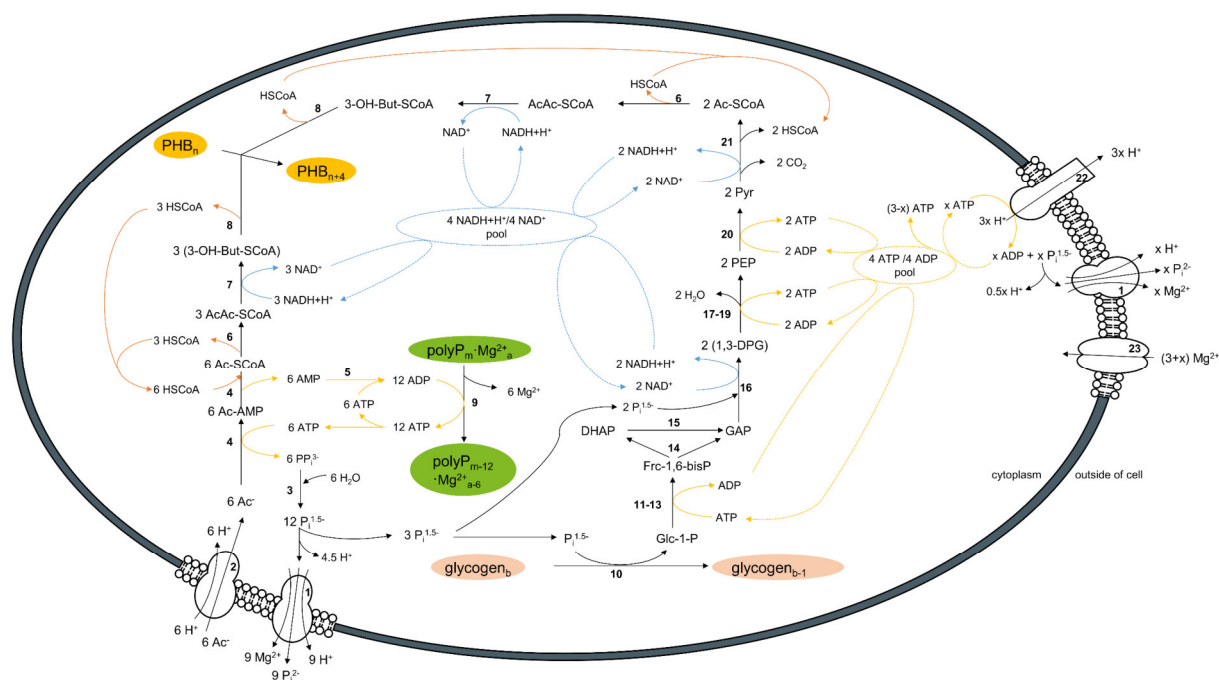 HSCoA
HSCoA
8
3-OH-But-SCoA
7
AcAc-SCoA
6
2 Ac-SCoA
NAD⁺
NADH+H⁺
21
2 HSCoA
PHBₙ
PHBₙ₊₄
2 NADH+H⁺
2 CO₂
2 NAD⁺
3x H⁺
22
2 Pyr
3 HSCoA
8
4 NADH+H⁺/4 NAD⁺
pool
2 ATP
(3-x) ATP
x ATP
3x H⁺
20
3 (3-OH-But-SCoA)
2 ADP
x H⁺
2 PEP
4 ATP /4 ADP
pool
x ADP + x Pᵢ¹·⁵⁻
3 NAD⁺
x Pᵢ²⁻
7
2 H₂O
2 ATP
0.5x H⁺
1
x Mg²⁺
3 NADH+H⁺
17-19
3 AcAc-SCoA
2 ADP
6
3 HSCoA
polyPₘ·Mg²⁺ₐ
2 (1,3-DPG)
23
(3+x) Mg²⁺
6 Ac-SCoA
2 NADH+H⁺
6 HSCoA
4
6 AMP
5
12 ADP
6 Mg²⁺
2 NAD⁺
16
6 ATP
9
6 Ac-AMP
2 Pᵢ¹·⁵⁻
6 ATP
12 ATP
DHAP
15
GAP
4
14
6 PPᵢ³⁻
polyPₘ₋₁₂
·Mg²⁺ₐ₋₆
Frc-1,6-bisP
cytoplasm
outside of cell
3
6 H₂O
ADP
6 Ac⁻
11-13
ATP
12 Pᵢ¹·⁵⁻
6 H⁺
3 Pᵢ¹·⁵⁻
Pᵢ¹·⁵⁻
Glc-1-P
4.5 H⁺
2
glycogen_b
10
glycogen_b-1
1
6 H⁺
6 Ac⁻
9 Mg²⁺
9 H⁺
9 Pᵢ²⁻